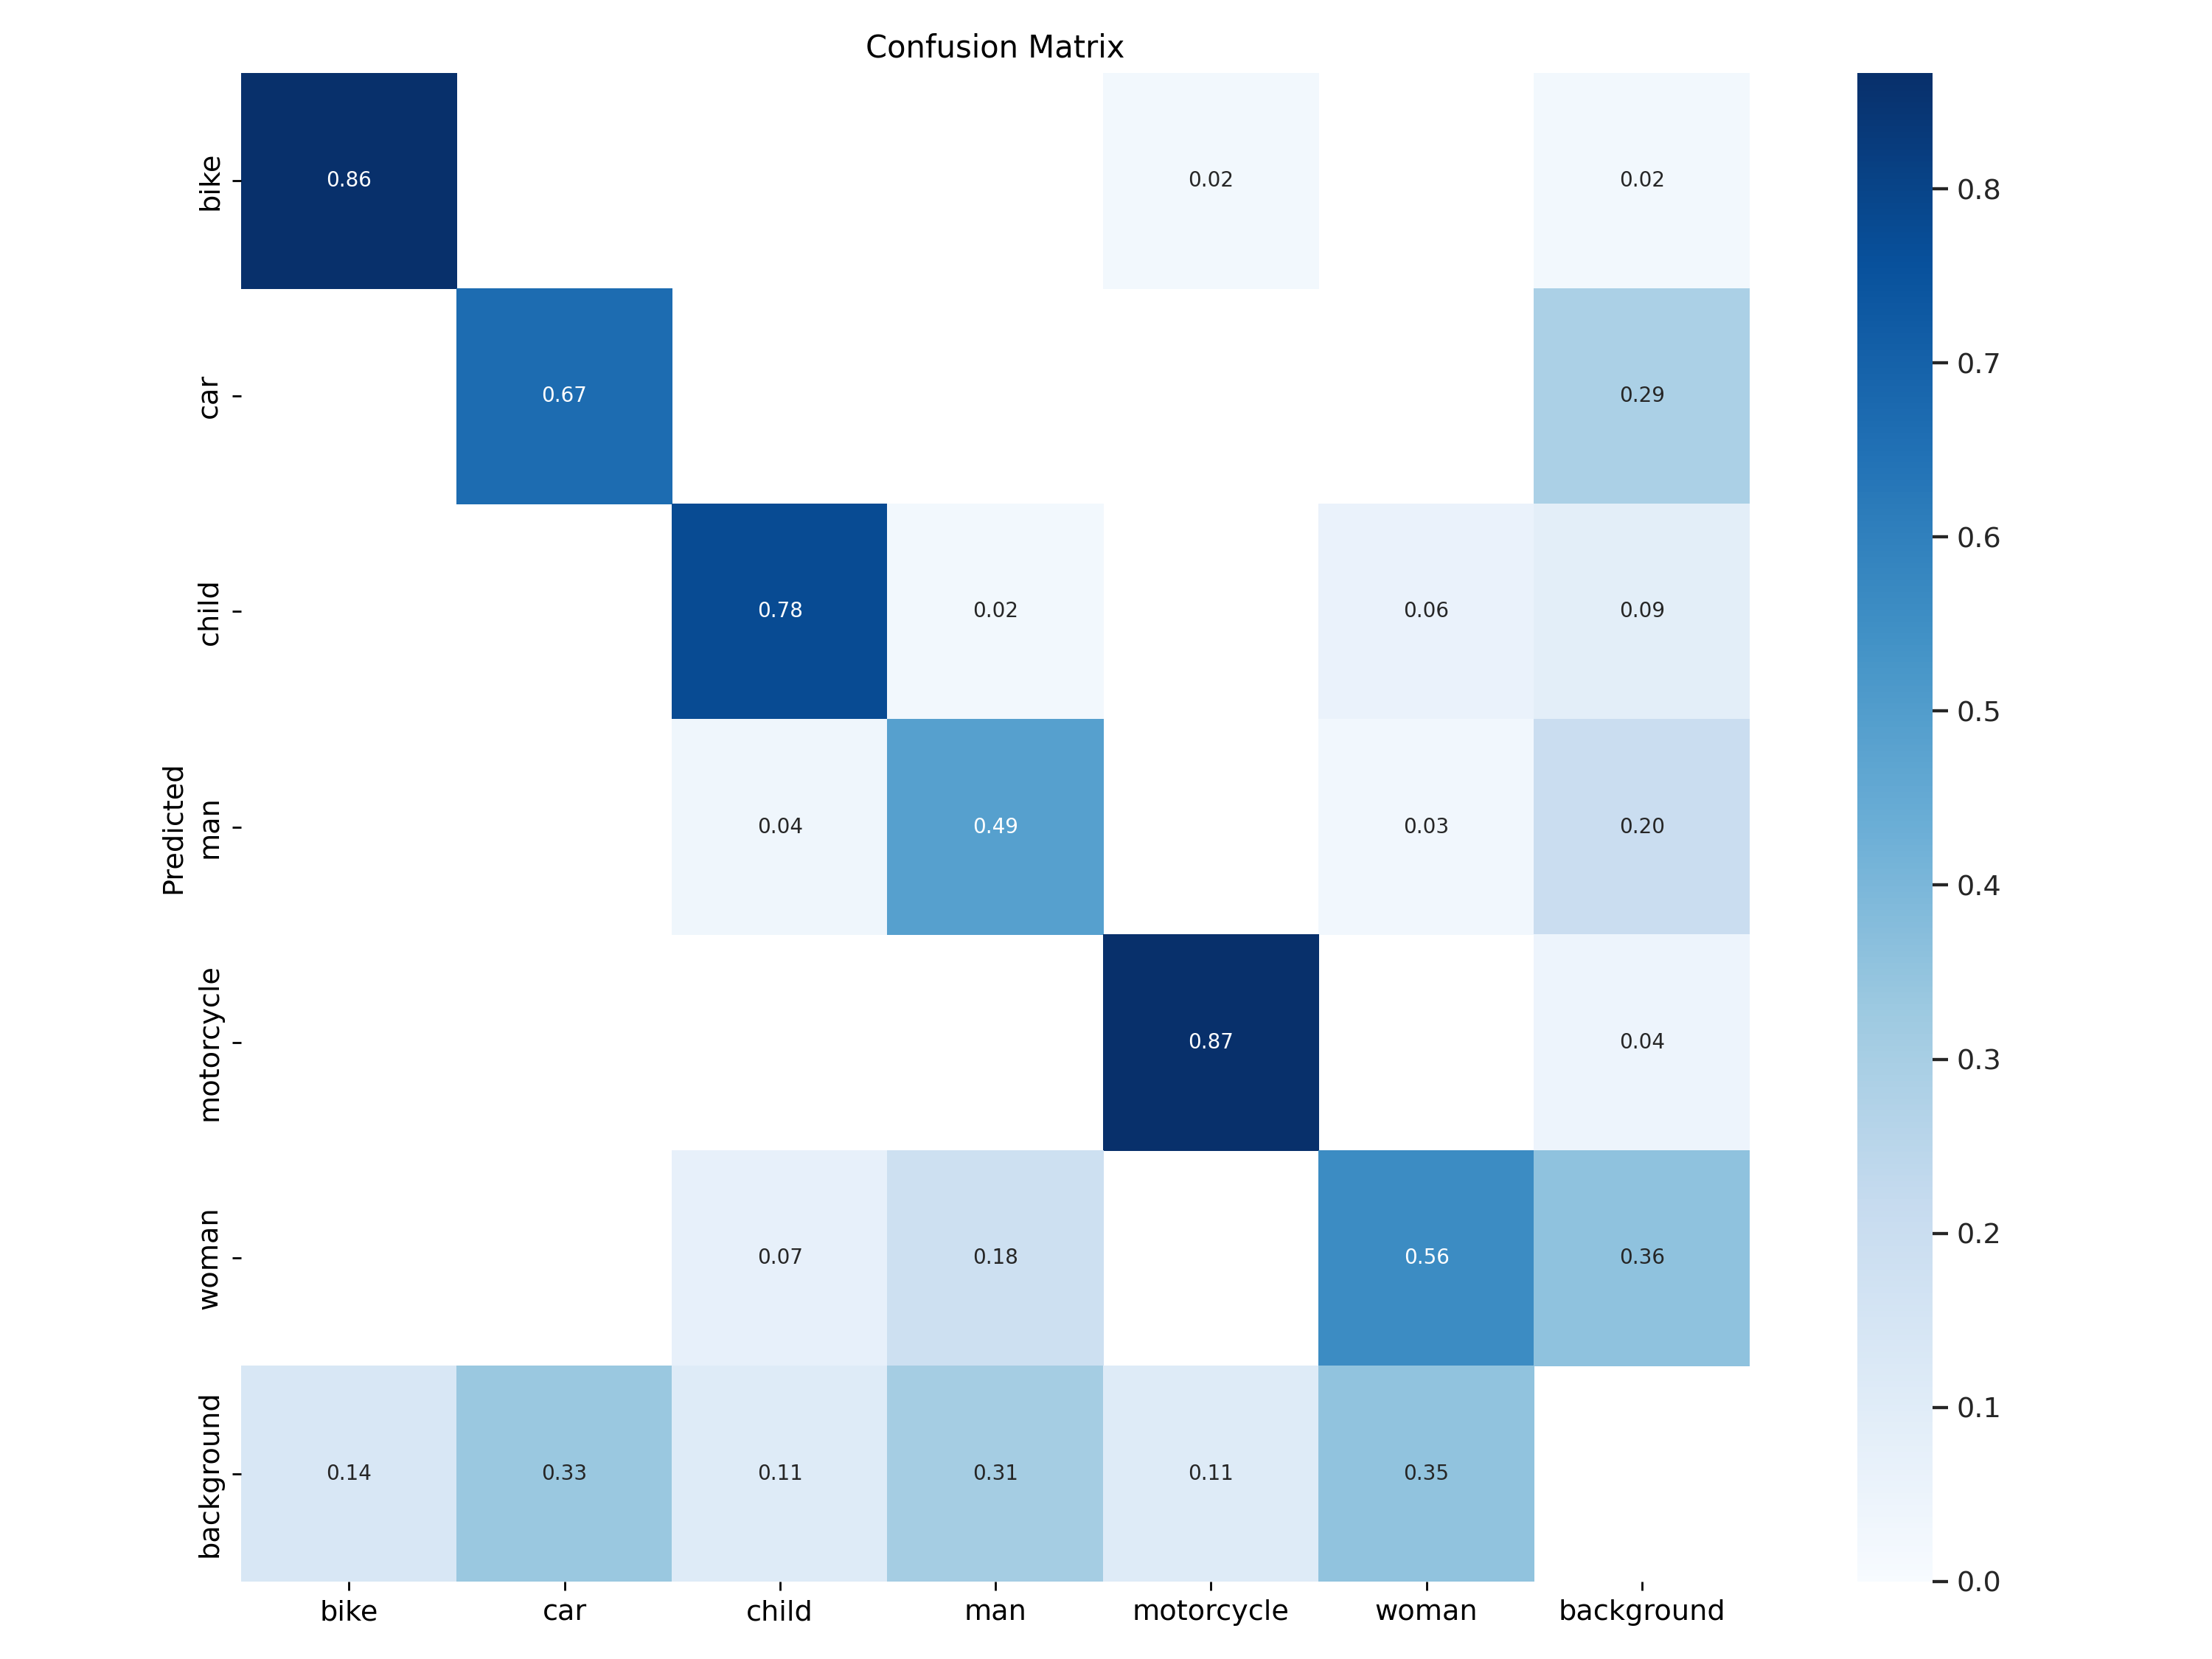 Confusion Matrix
bike 0.86 0.02 0.02 0.8
car 0.67 0.29 0.7
0.6
child 0.78 0.02 0.06 0.09
0.5
Predicted
man 0.04 0.49 0.03 0.20
0.4
motorcycle 0.87 0.04 0.3
woman 0.07 0.18 0.56 0.36 0.2
background 0.14 0.33 0.11 0.31 0.11 0.35 0.1
0.0
bike car child man motorcycle woman background